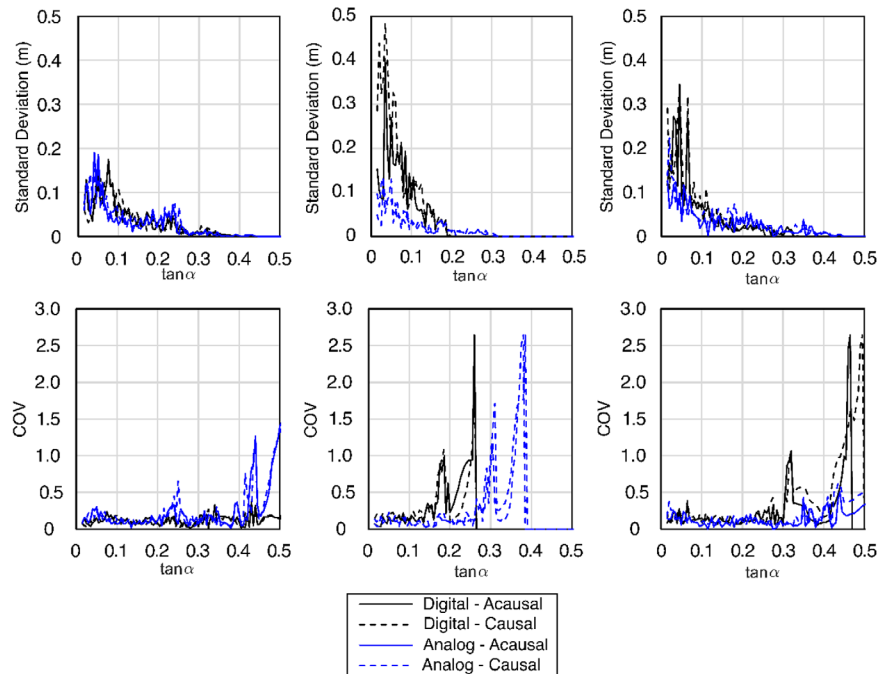 0.5 0.5 0.5
Standard Deviation (m) Standard Deviation (m) Standard Deviation (m)
0.4 0.4 0.4
0.3 0.3 0.3
0.2 0.2 0.2
0.1 0.1 0.1
0 0 0
0 0.1 0.2 0.3 0.4 0.5 0 0.1 0.2 0.3 0.4 0.5 0 0.1 0.2 0.3 0.4 0.5
tanα tanα tanα
3.0 3.0 3.0
2.5 2.5 2.5
2.0 2.0 2.0
COV COV COV
1.5 1.5 1.5
1.0 1.0 1.0
0.5 0.5 0.5
0 0 0
0 0.1 0.2 0.3 0.4 0.5 0 0.1 0.2 0.3 0.4 0.5 0 0.1 0.2 0.3 0.4 0.5
tanα tanα tanα
Digital - Acausal
Digital - Causal
Analog - Acausal
Analog - Causal